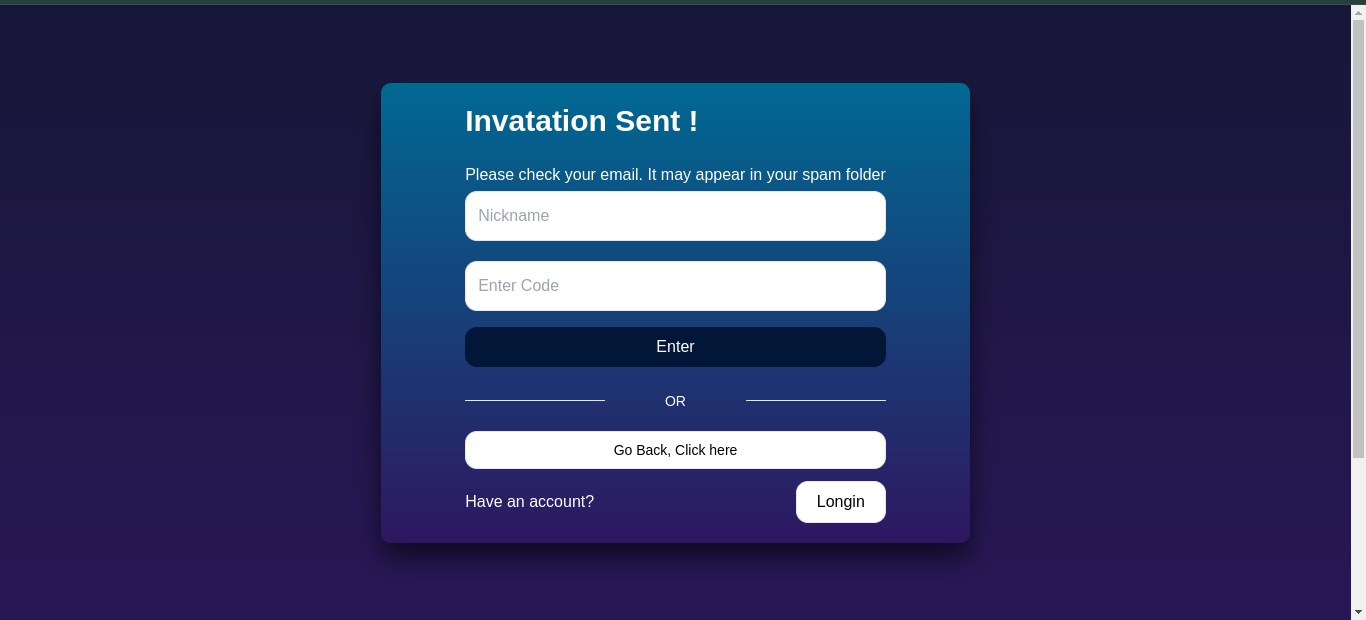 Invatation Sent !
Please check your email. It may appear in your spam folder
Nickname
Enter Code
Enter
OR
Go Back, Click here
Have an account?
Longin